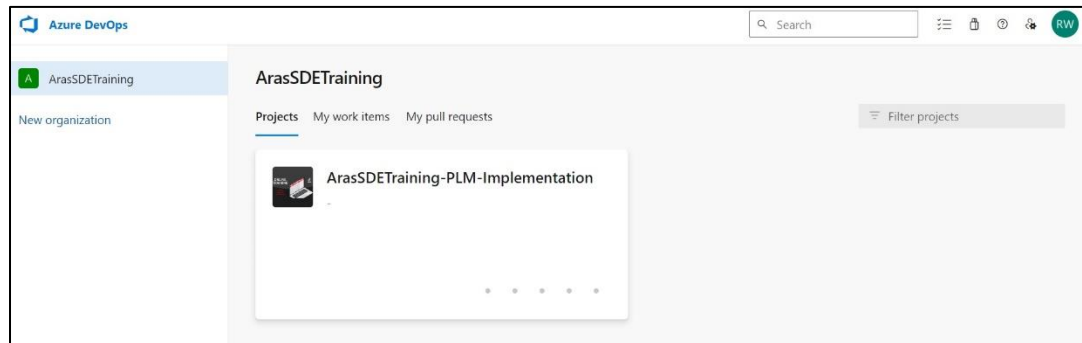 Azure DevOps
Search
RW
A ArasSDETraining
New organization
ArasSDETraining
Projects My work items My pull requests
Filter projects
ArasSDETraining-PLM-Implementation
-